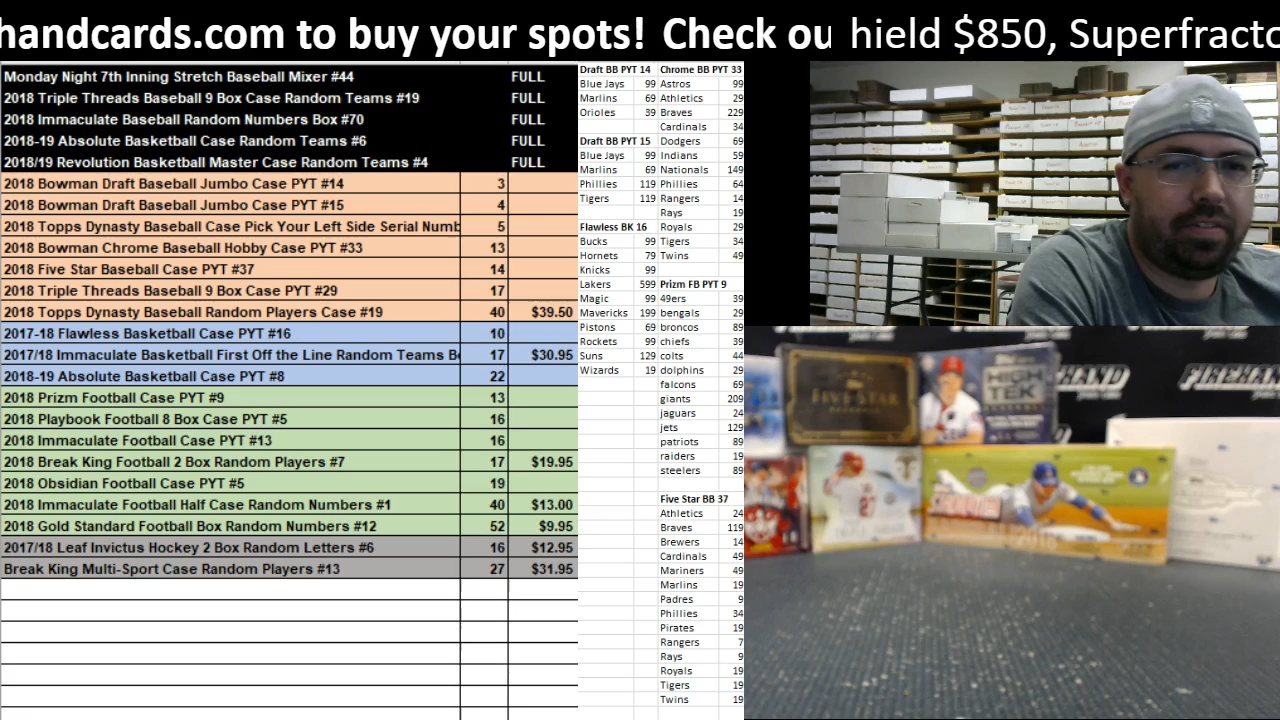 handcards.com to buy your spots! Check ou
hield $850, Superfracto
Monday Night 7th Inning Stretch Baseball Mixer #44 FULL
2018 Triple Threads Baseball 9 Box Case Random Teams #19 FULL
2018 Immaculate Baseball Random Numbers Box #70 FULL
2018-19 Absolute Basketball Case Random Teams #6 FULL
2018/19 Revolution Basketball Master Case Random Teams #4 FULL
2018 Bowman Draft Baseball Jumbo Case PYT #14 3
2018 Bowman Draft Baseball Jumbo Case PYT #15 4
2018 Topps Dynasty Baseball Case Pick Your Left Side Serial Numb 5
2018 Bowman Chrome Baseball Hobby Case PYT #33 13
2018 Five Star Baseball Case PYT #37 14
2018 Triple Threads Baseball 9 Box Case PYT #29 17
2018 Topps Dynasty Baseball Random Players Case #19 40 $39.50
2017-18 Flawless Basketball Case PYT #16 10
2017/18 Immaculate Basketball First Off the Line Random Teams Bo 17 $30.95
2018-19 Absolute Basketball Case PYT #8 22
2018 Prizm Football Case PYT #9 13
2018 Playbook Football 8 Box Case PYT #5 16
2018 Immaculate Football Case PYT #13 16
2018 Break King Football 2 Box Random Players #7 17 $19.95
2018 Obsidian Football Case PYT #5 19
2018 Immaculate Football Half Case Random Numbers #1 40 $13.00
2018 Gold Standard Football Box Random Numbers #12 52 $9.95
2017/18 Leaf Invictus Hockey 2 Box Random Letters #6 16 $12.95
Break King Multi-Sport Case Random Players #13 27 $31.95
Draft BB PYT 14
Blue Jays 99
Marlins 69
Orioles 39
Draft BB PYT 15
Blue Jays 99
Marlins 69
Phillies 119
Tigers 119
Flawless BK 16
Bucks 99
Hornets 79
Knicks 99
Lakers 599
Magic 99
Mavericks 199
Pistons 69
Rockets 99
Suns 129
Wizards 19
Chrome BB PYT 33
Astros 99
Athletics 29
Braves 229
Cardinals 34
Dodgers 69
Indians 59
Nationals 149
Phillies 64
Rangers 14
Rays 19
Royals 29
Tigers 34
Twins 49
Prizm FB PYT 9
49ers 39
bengals 29
broncos 89
chiefs 39
colts 44
dolphins 29
falcons 69
giants 209
jaguars 24
jets 129
patriots 89
raiders 19
steelers 89
Five Star BB 37
Athletics 24
Braves 119
Brewers 14
Cardinals 49
Mariners 49
Marlins 19
Padres 9
Phillies 34
Pirates 19
Rangers 7
Rays 9
Royals 19
Tigers 19
Twins 19
FIVE STAR
HIGH TEK
FIREHAND
27